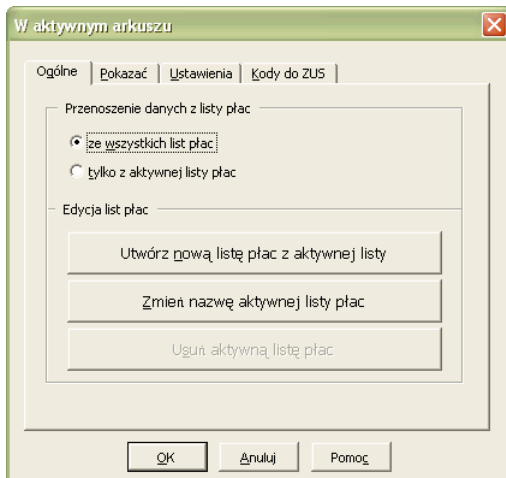 W aktywnym arkuszu
Ogólne Pokazać Ustawienia Kody do ZUS
Przenoszenie danych z listy płac
ze wszystkich list płac
tylko z aktywnej listy płac
Edycja list płac
Utwórz nową listę płac z aktywnej listy
Zmień nazwę aktywnej listy płac
Usuń aktywną listę płac
OK Anuluj Pomoc